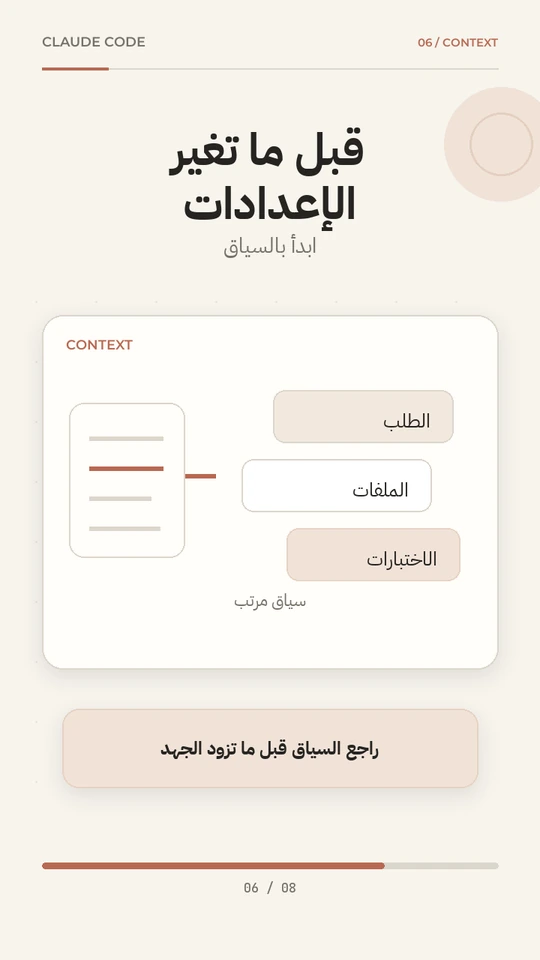 CLAUDE CODE
06 / CONTEXT
قبل ما تغير
الإعدادات
ابدأ بالسياق
CONTEXT
الطلب
الملفات
الاختبارات
سياق مرتب
راجع السياق قبل ما تزود الجهد
06 / 08